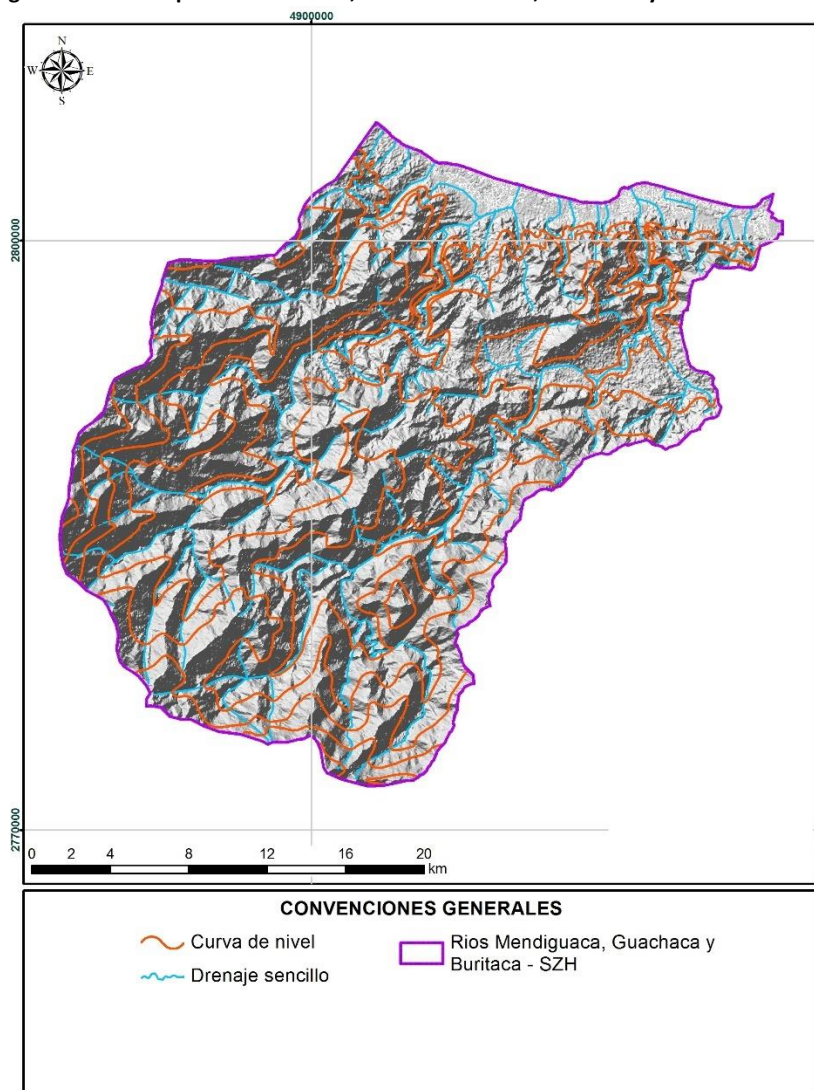 4900000
N
W E
S
2800000
2770000
0 2 4 8 12 16 20
km
CONVENCIONES GENERALES
Curva de nivel
Drenaje sencillo
Rios Mendiguaca, Guachaca y
Buritaca - SZH